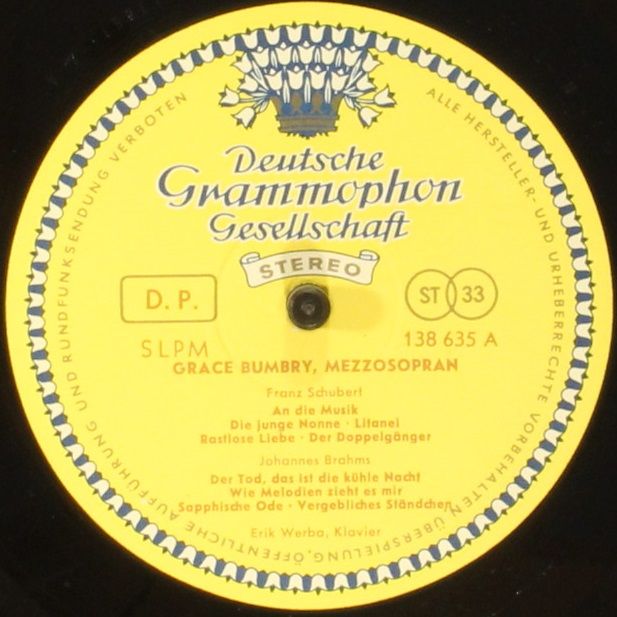 Deutsche
Grammophon
Gesellschaft
STEREO
D. P.
ST 33
SLPM
138 635 A
GRACE BUMBRY, MEZZOSOPRAN
Franz Schubert
An die Musik
Die junge Nonne · Litanei
Rastlose Liebe · Der Doppelgänger
Johannes Brahms
Der Tod, das ist die kühle Nacht
Wie Melodien zieht es mir
Sapphische Ode · Vergebliches Ständchen
Erik Werba, Klavier
ALLE HERSTELLER- UND URHEBERRECHTE VORBEHALTEN, ÜBERSPIELUNG, ÖFFENTLICHE AUFFÜHRUNG UND RUNDFUNKSENDUNG VERBOTEN